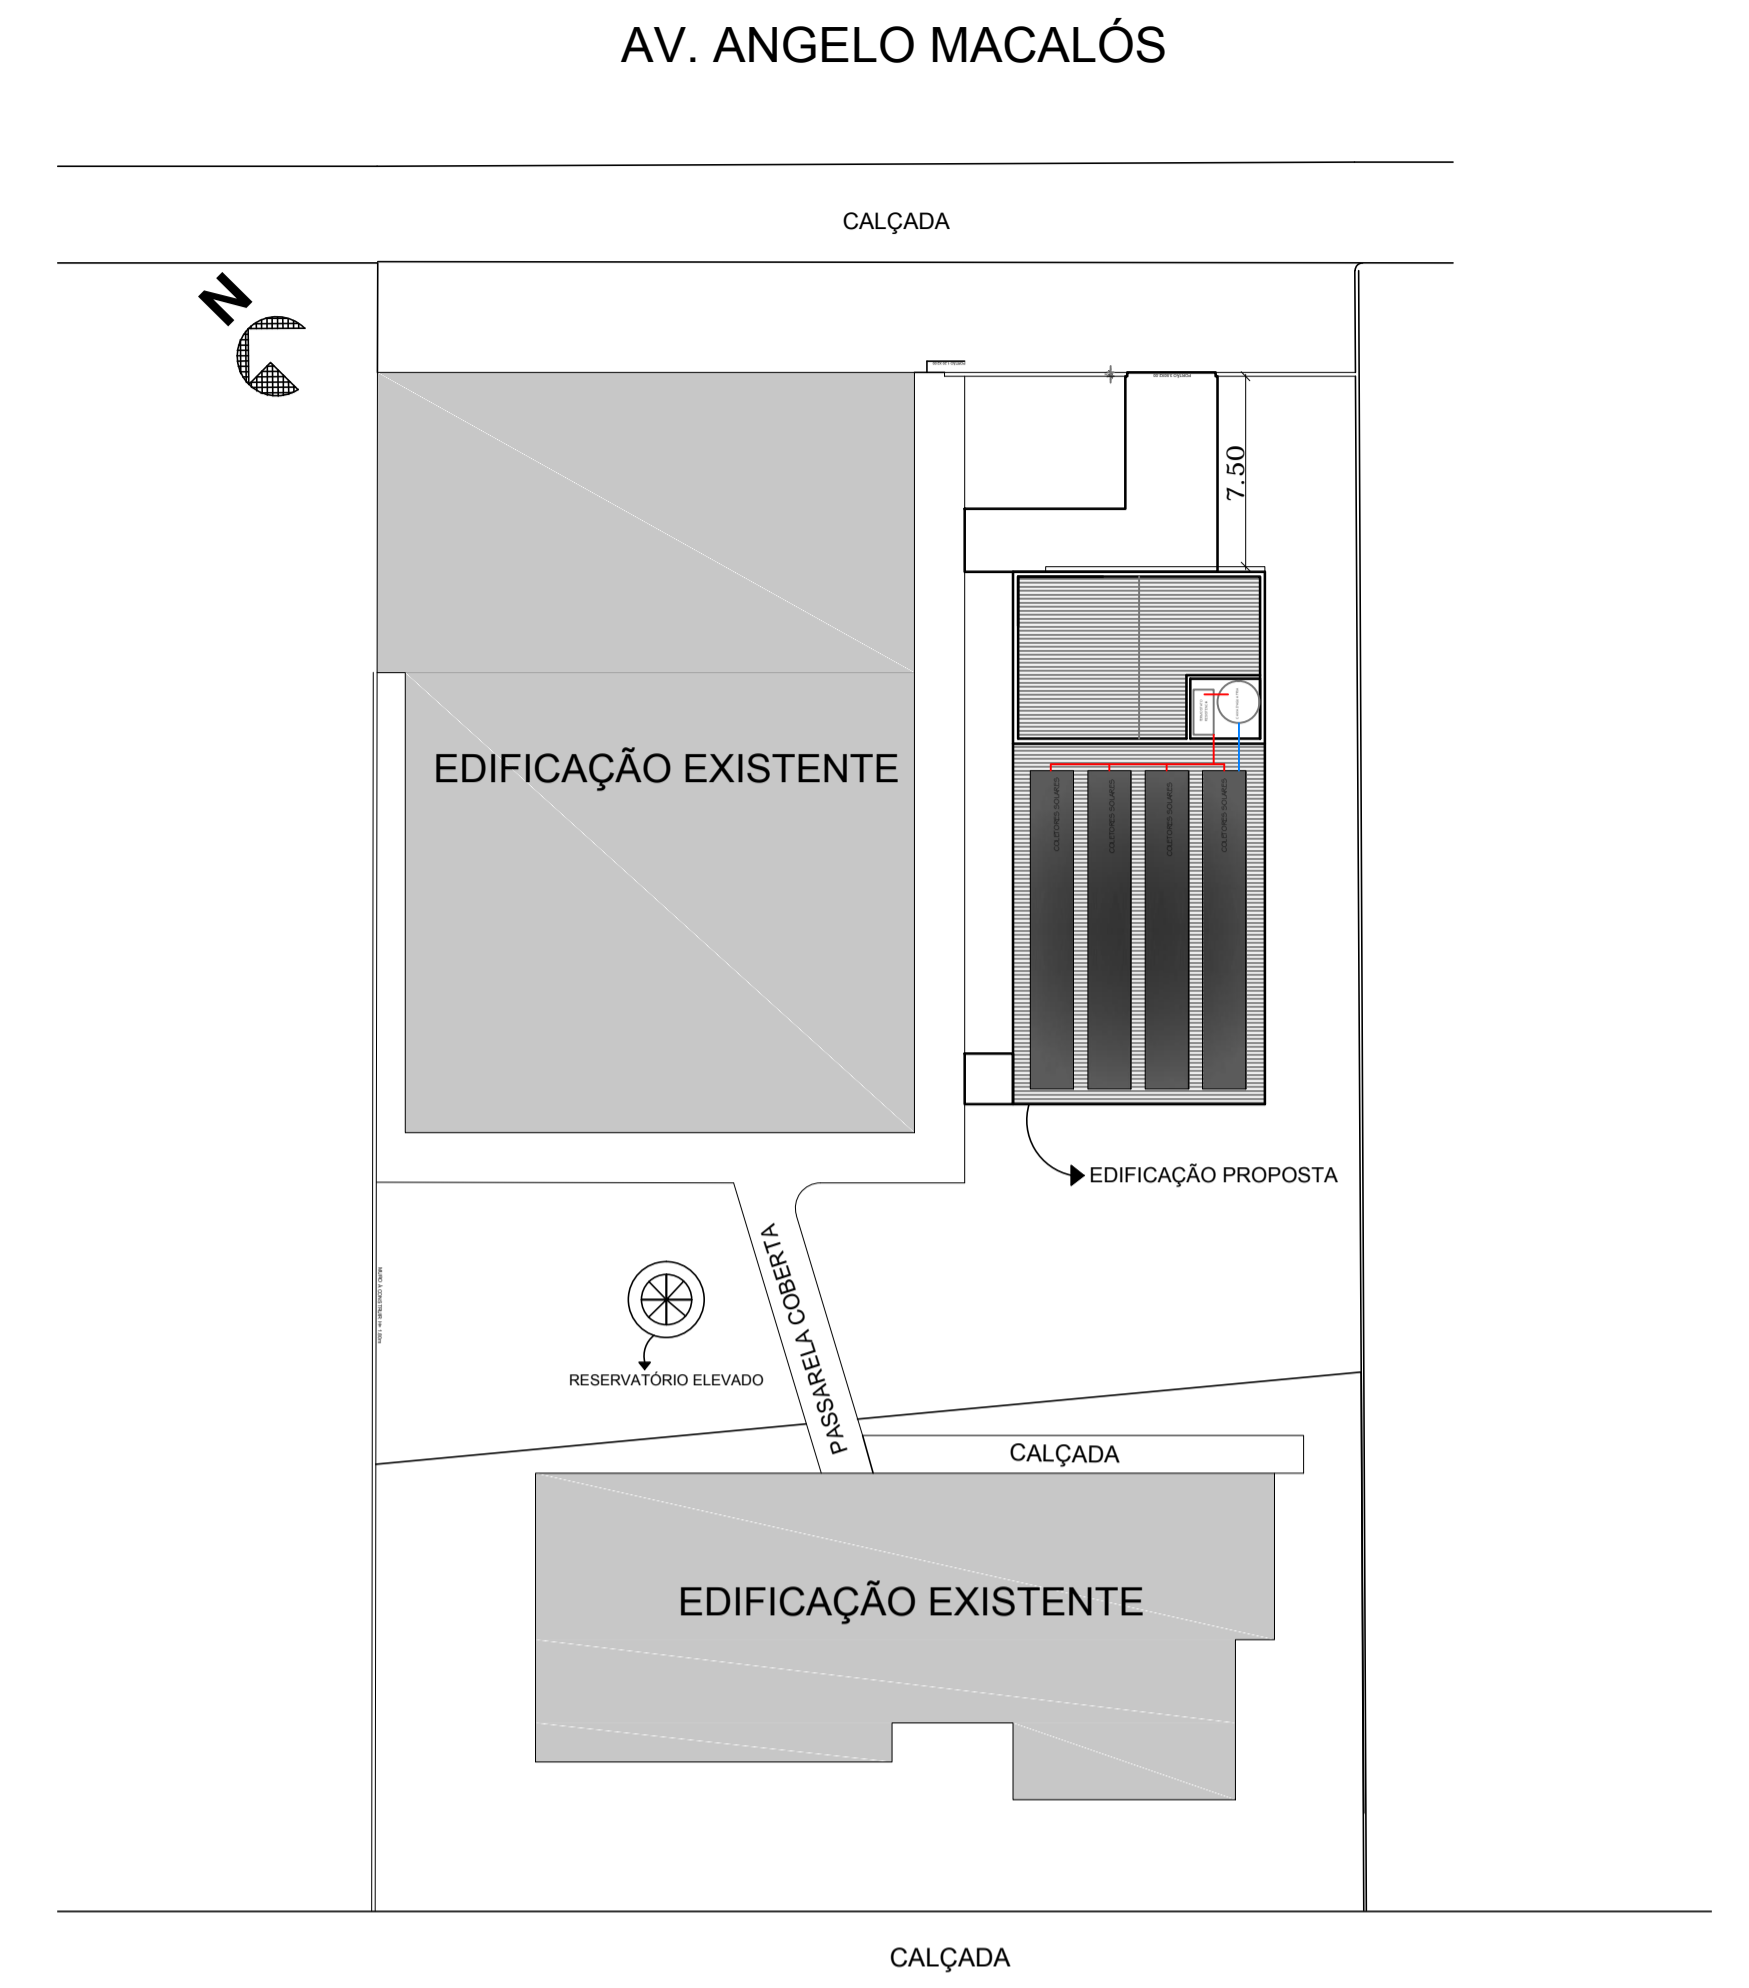 AV. ANGELO MACALÓS
CALÇADA
N
7.50
EDIFICAÇÃO EXISTENTE
COLETORES SOLARES
COLETORES SOLARES
COLETORES SOLARES
COLETORES SOLARES
EDIFICAÇÃO PROPOSTA
PASSARELA COBERTA
RESERVATÓRIO ELEVADO
CALÇADA
EDIFICAÇÃO EXISTENTE
CALÇADA